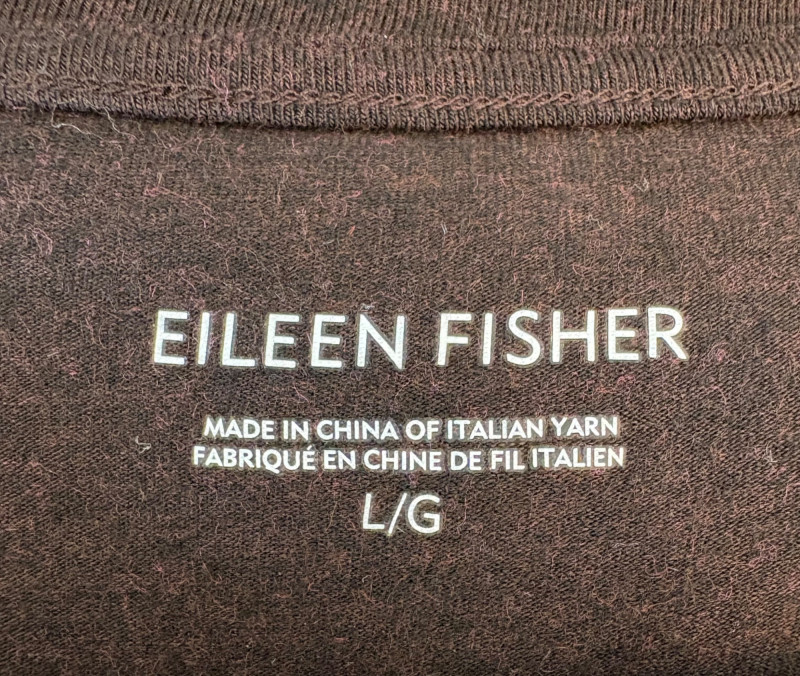 EILEEN FISHER
MADE IN CHINA OF ITALIAN YARN
FABRIQUÉ EN CHINE DE FIL ITALIEN
L/G